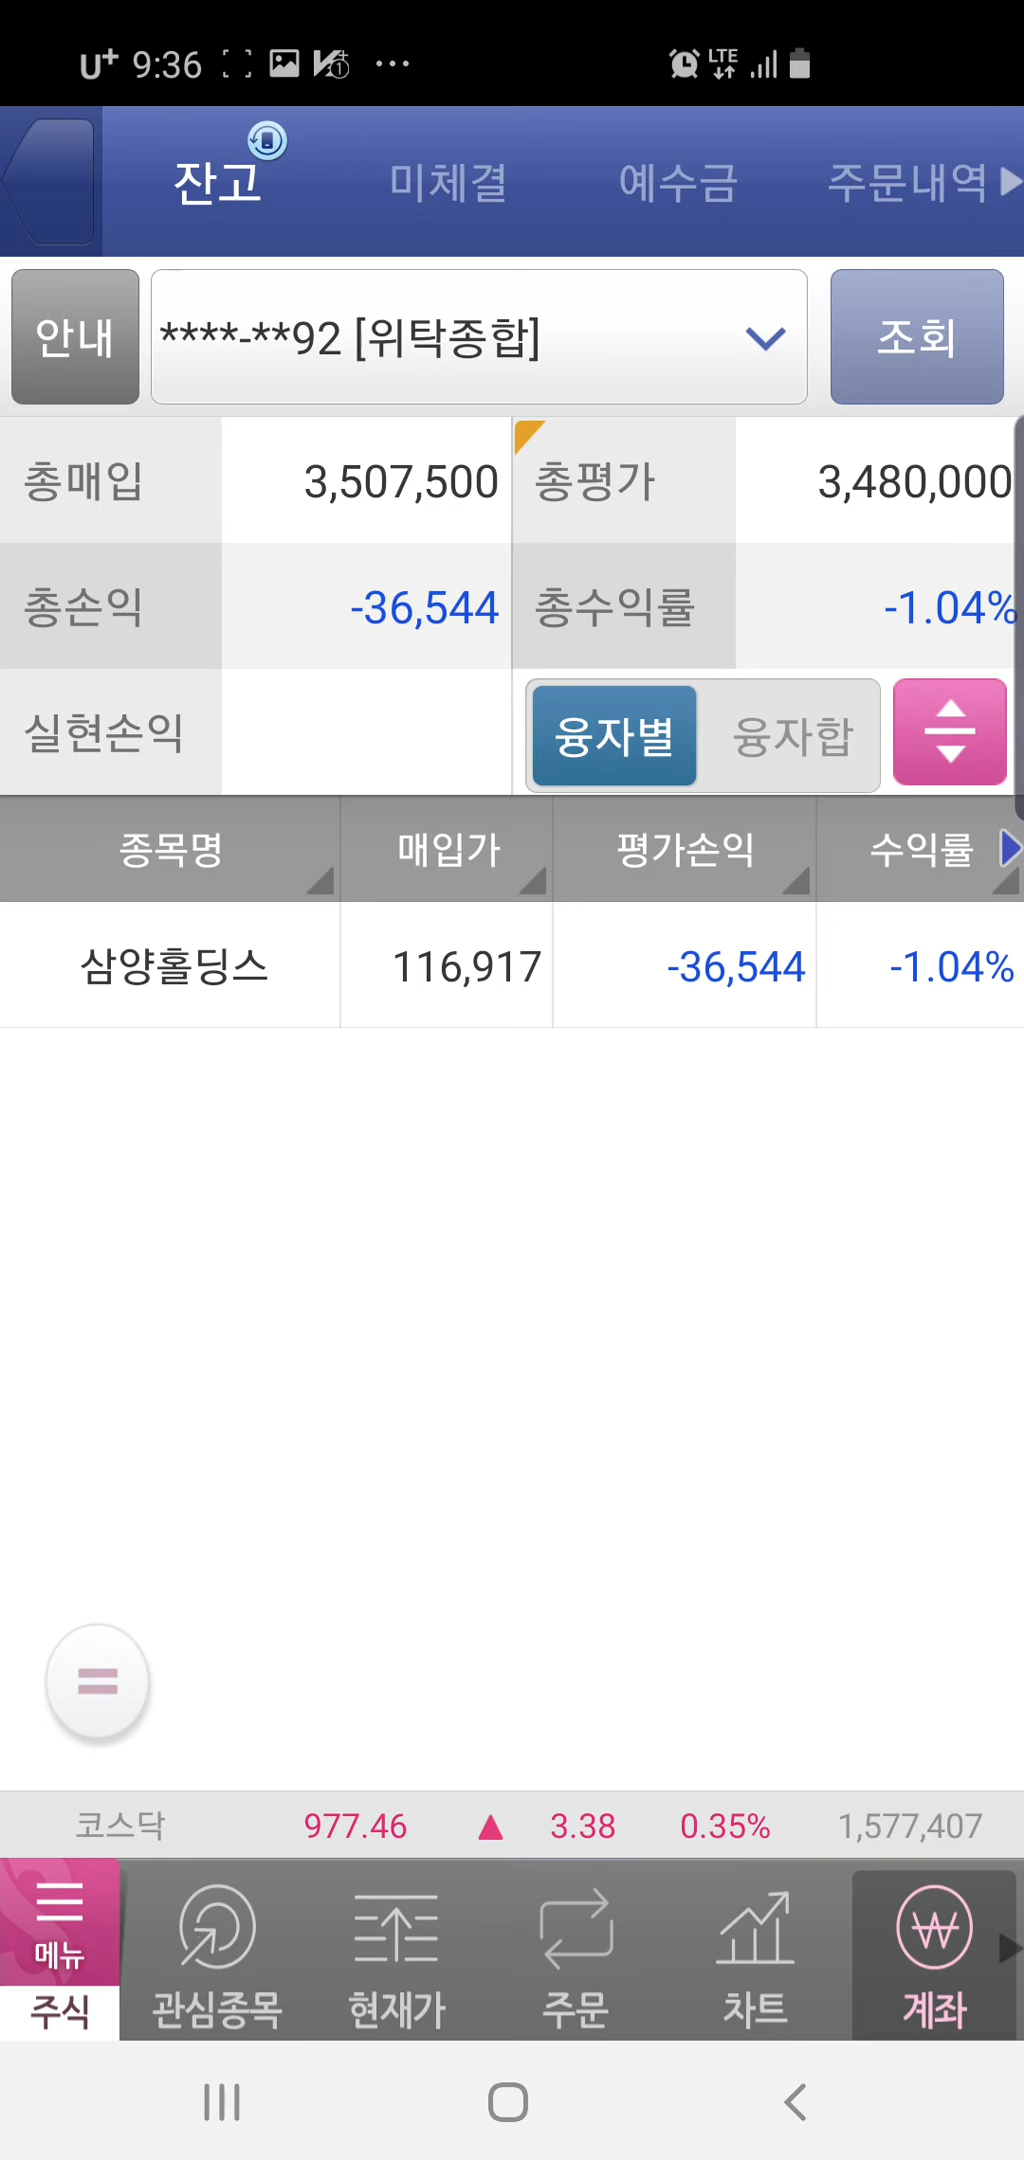 U+ 9:36 ... LTE
잔고 미체결 예수금 주문내역
안내 ****-**92 [위탁종합] 조회
총매입 3,507,500 총평가 3,480,000
총손익 -36,544 총수익률 -1.04%
실현손익 융자별 융자합
종목명 매입가 평가손익 수익률
삼양홀딩스 116,917 -36,544 -1.04%
코스닥 977.46 ▲ 3.38 0.35% 1,577,407
메뉴
주식 관심종목 현재가 주문 차트 계좌